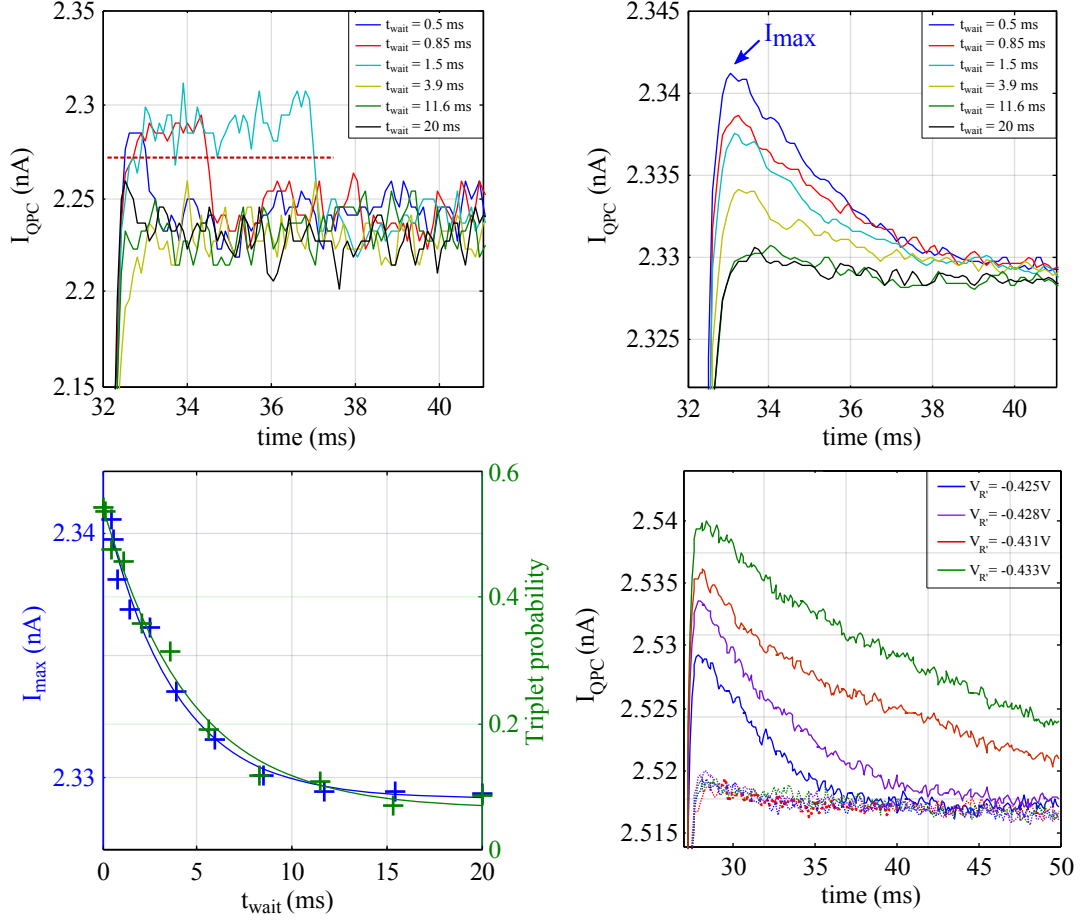 2.35
2.3
2.25
2.2
2.15
32 34 36 38 40
I_QPC (nA)
time (ms)
t_wait = 0.5 ms
t_wait = 0.85 ms
t_wait = 1.5 ms
t_wait = 3.9 ms
t_wait = 11.6 ms
t_wait = 20 ms
2.345
2.34
2.335
2.33
2.325
32 34 36 38 40
I_QPC (nA)
time (ms)
I_max
t_wait = 0.5 ms
t_wait = 0.85 ms
t_wait = 1.5 ms
t_wait = 3.9 ms
t_wait = 11.6 ms
t_wait = 20 ms
2.34
2.33
I_max (nA)
0 5 10 15 20
t_wait (ms)
0.6
0.4
0.2
0
Triplet probability
2.54
2.535
2.53
2.525
2.52
2.515
30 35 40 45 50
I_QPC (nA)
time (ms)
V_R' = -0.425V
V_R' = -0.428V
V_R' = -0.431V
V_R' = -0.433V